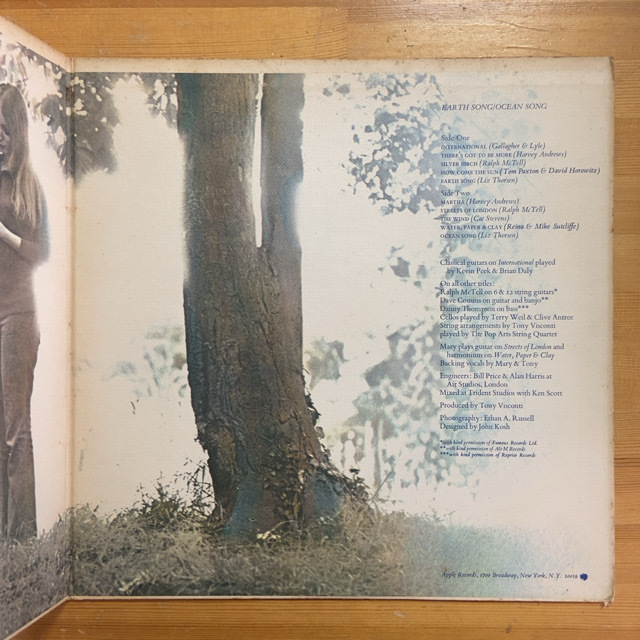 EARTH SONG/OCEAN SONG
Side One
INTERNATIONAL (Gallagher & Lyle)
THERE'S GOT TO BE MORE (Harvey Andrews)
SILVER BIRCH (Ralph McTell)
HOW COME THE SUN (Tom Paxton & David Horowitz)
EARTH SONG (Liz Thorsen)
Side Two
MARTHA (Harvey Andrews)
STREETS OF LONDON (Ralph McTell)
THE WIND (Cat Stevens)
WATER, PAPER & CLAY (Reina & Mike Sutcliffe)
OCEAN SONG (Liz Thorsen)
Classical guitars on International played
by Kevin Peek & Brian Daly
On all other titles:
Ralph McTell on 6 & 12 string guitars*
Dave Cousins on guitar and banjo**
Danny Thompson on bass***
Cellos played by Terry Weil & Clive Antree
String arrangements by Tony Visconti
played by The Pop Arts String Quartet
Mary plays guitar on Streets of London and
harmonium on Water, Paper & Clay
Backing vocals by Mary & Tony
Engineers: Bill Price & Alan Harris at
Air Studios, London
Mixed at Trident Studios with Ken Scott
Produced by Tony Visconti
Photography: Ethan A. Russell
Designed by John Kosh
*with kind permission of Famous Records Ltd.
**with kind permission of A&M Records
***with kind permission of Reprise Records
Apple Records, 1700 Broadway, New York, N.Y. 10019